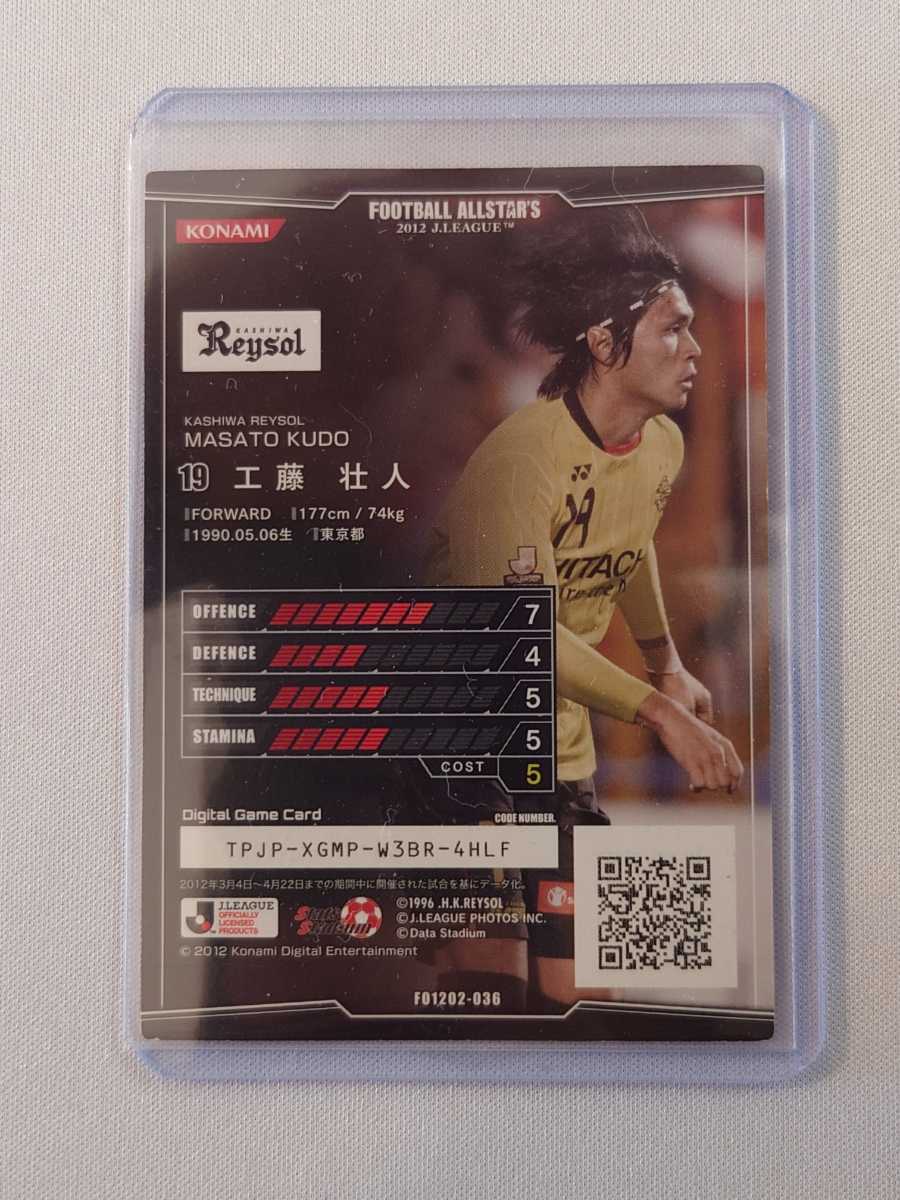 FOOTBALL ALLSTAR'S
2012 J.LEAGUE™
KONAMI
KASHIWA
Reysol
KASHIWA REYSOL
MASATO KUDO
19 工藤 壮人
FORWARD 177cm / 74kg
1990.05.06生 東京都
19
HITACHI
OFFENCE 7
DEFENCE 4
TECHNIQUE 5
STAMINA 5
COST 5
Digital Game Card CODE NUMBER.
TPJP-XGMP-W3BR-4HLF
2012年3月4日～4月22日までの期間中に開催された試合を基にデータ化。
J.LEAGUE
OFFICIALLY
LICENSED
PRODUCTS
Stats
Stadium
©1996 .H.K.REYSOL
©J.LEAGUE PHOTOS INC.
©Data Stadium
© 2012 Konami Digital Entertainment
F01202-036